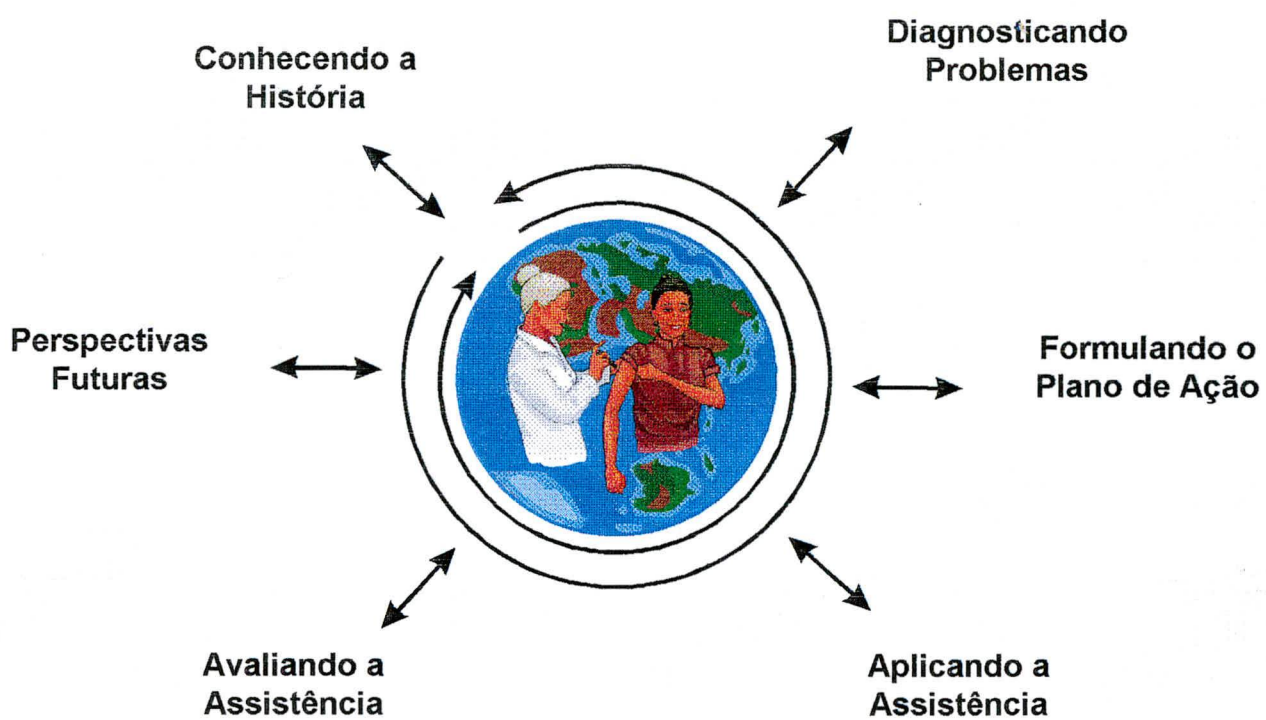 Conhecendo a
História
Diagnosticando
Problemas
Perspectivas
Futuras
Formulando o
Plano de Ação
Avaliando a
Assistência
Aplicando a
Assistência